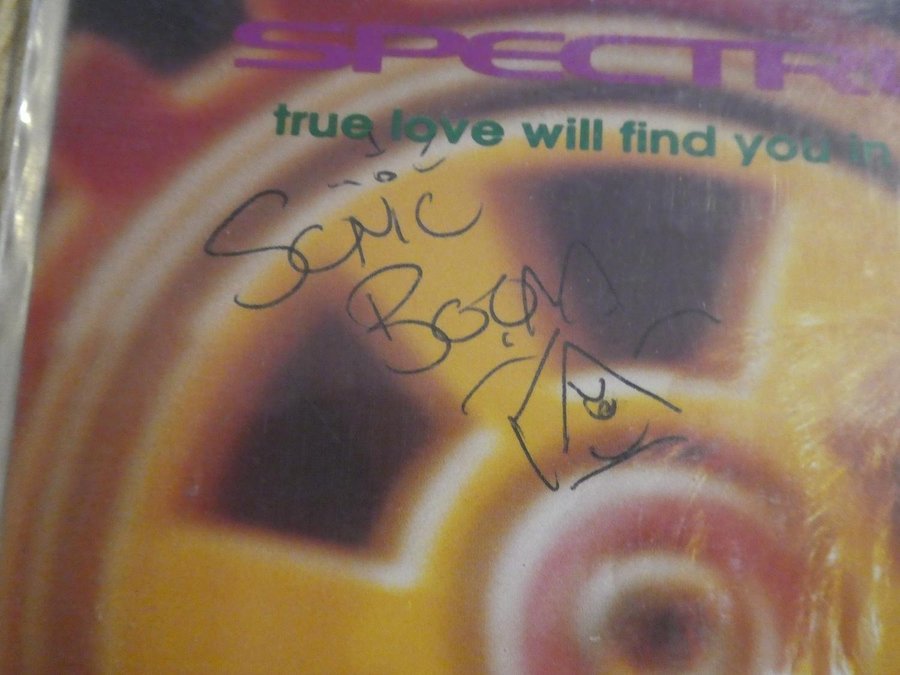 SPECTR
true love will find you in
SONIC
BOOM